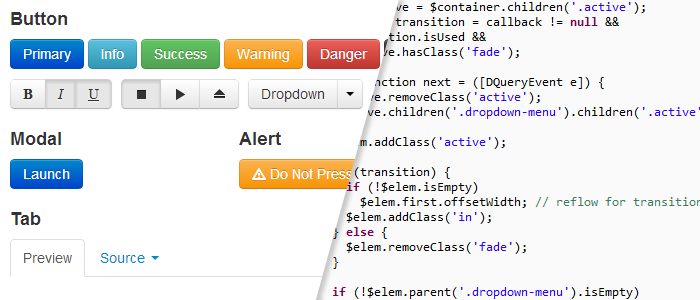 Button
Primary Info Success Warning Danger
B I U Dropdown
Modal Alert
Launch Do Not Press
Tab
Preview Source
ve = $container.children('.active');
transition = callback != null &&
tion.isUsed &&
ve.hasClass('fade');
nction next = ([DQueryEvent e]) {
ve.removeClass('active');
ve.children('.dropdown-menu').children('.active'
em.addClass('active');
(transition) {
if (!$elem.isEmpty)
$elem.first.offsetWidth; // reflow for transition
$elem.addClass('in');
} else {
$elem.removeClass('fade');
}
if (!$elem.parent('.dropdown-menu').isEmpty)